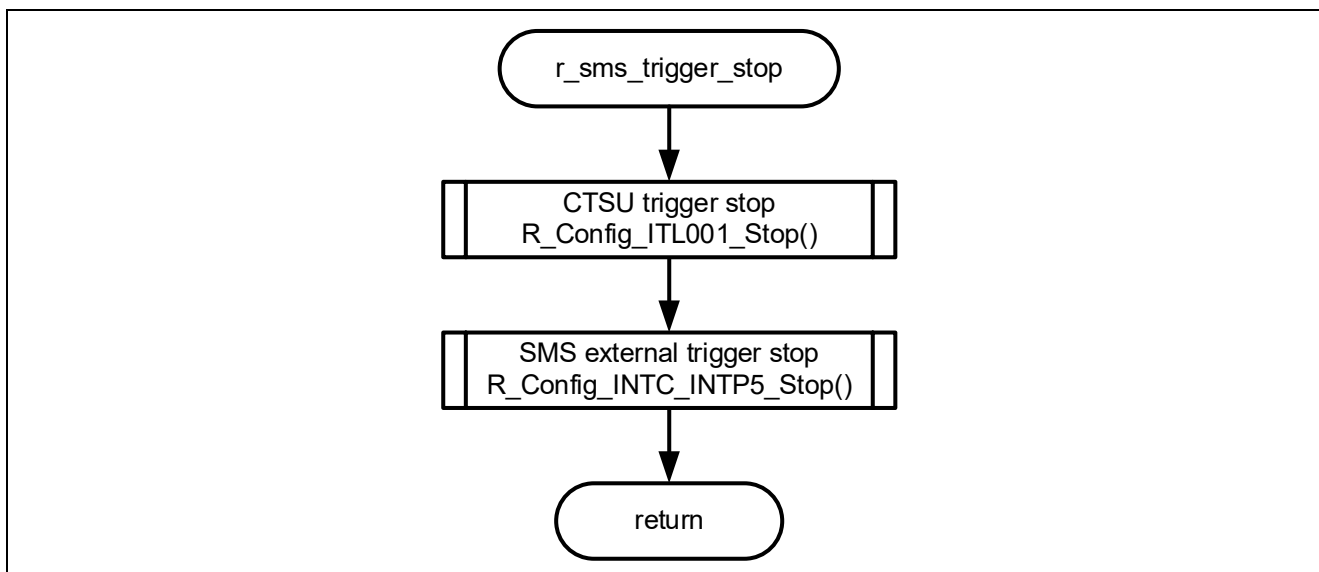 r_sms_trigger_stop
CTSU trigger stop
R_Config_ITL001_Stop()
SMS external trigger stop
R_Config_INTC_INTP5_Stop()
return